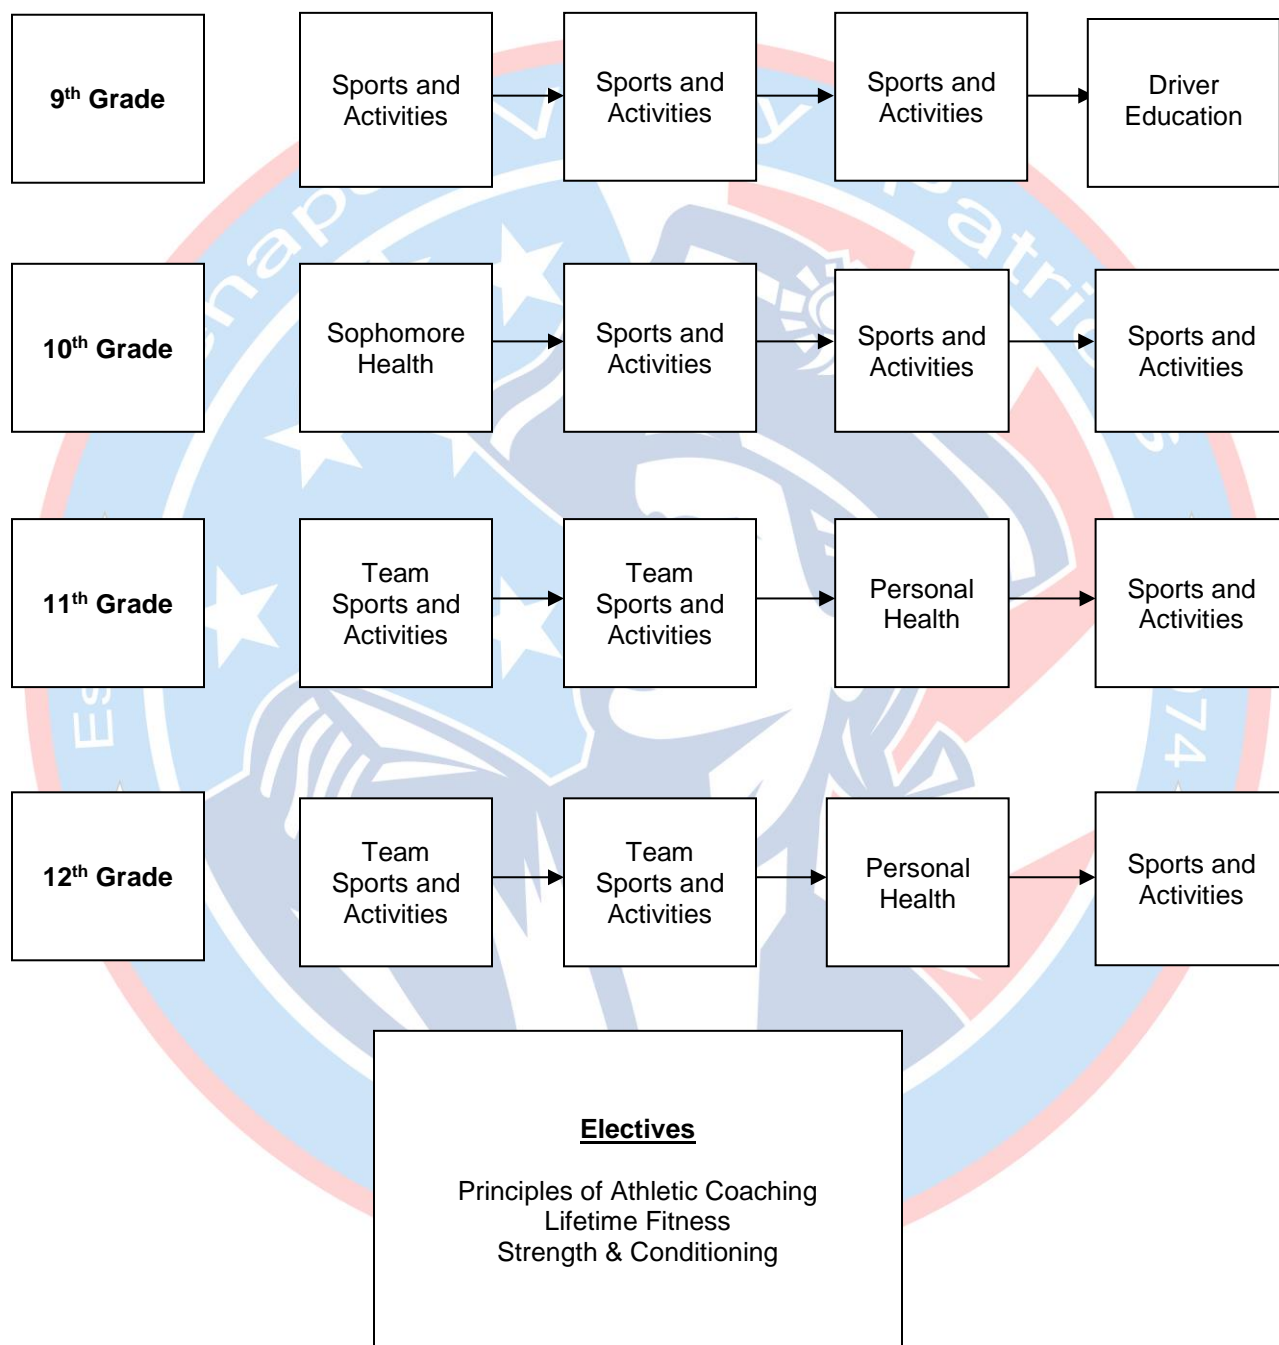 9th Grade
Sports and
Activities
Sports and
Activities
Sports and
Activities
Driver
Education
10th Grade
Sophomore
Health
Sports and
Activities
Sports and
Activities
Sports and
Activities
11th Grade
Team
Sports and
Activities
Team
Sports and
Activities
Personal
Health
Sports and
Activities
12th Grade
Team
Sports and
Activities
Team
Sports and
Activities
Personal
Health
Sports and
Activities
Electives
Principles of Athletic Coaching
Lifetime Fitness
Strength & Conditioning